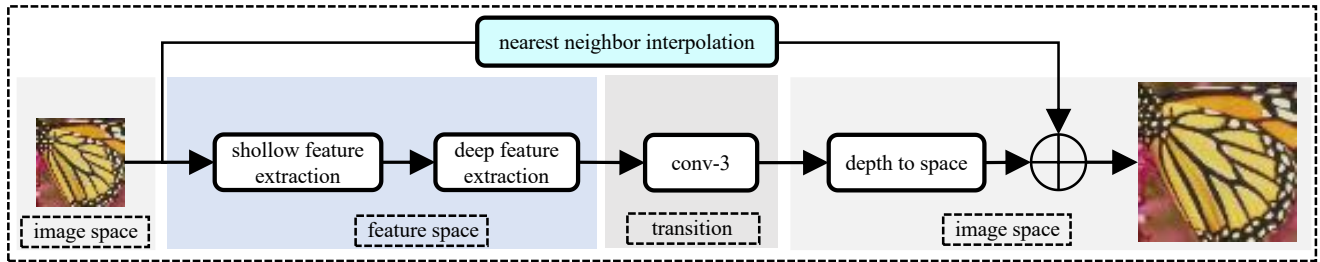 nearest neighbor interpolation
shollow feature
extraction
deep feature
extraction
conv-3
depth to space
image space
feature space
transition
image space